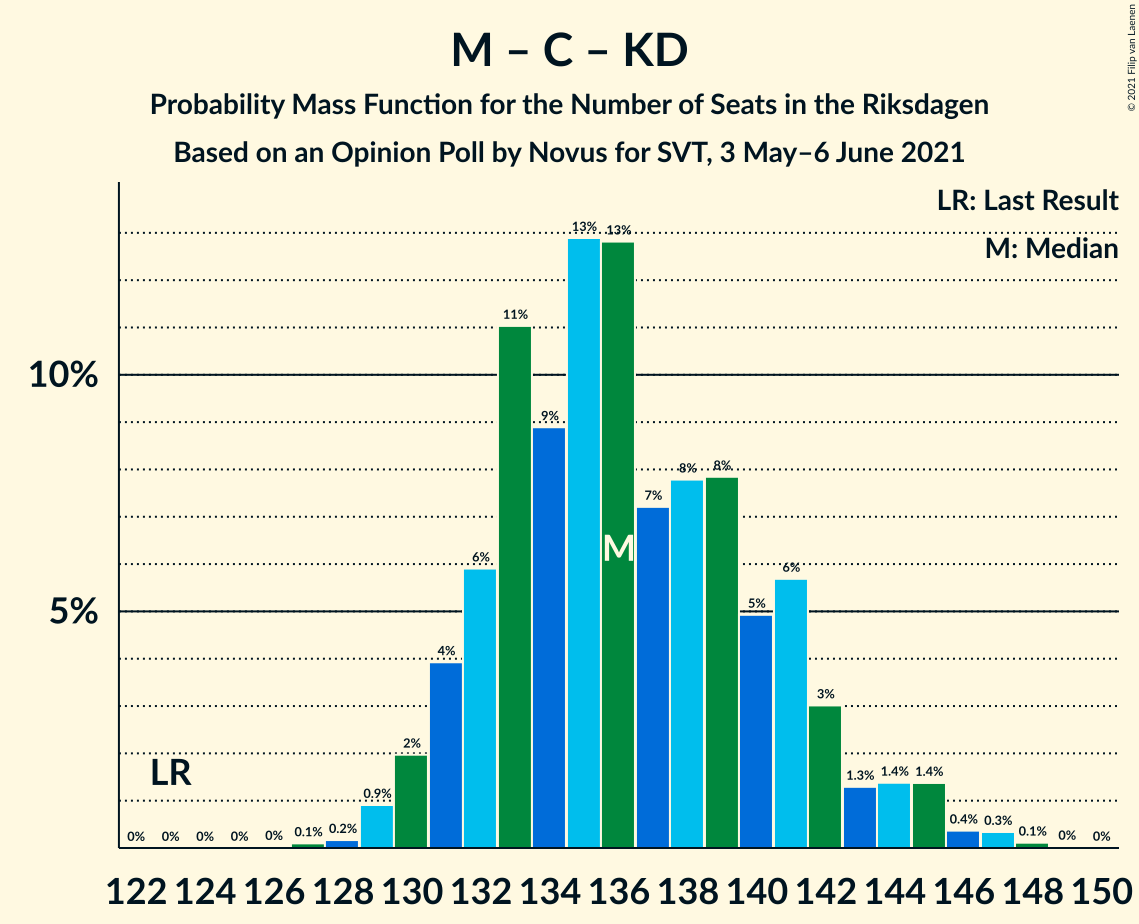 M – C – KD
Probability Mass Function for the Number of Seats in the Riksdagen
Based on an Opinion Poll by Novus for SVT, 3 May–6 June 2021
© 2021 Filip van Laenen
LR: Last Result
M: Median
10%
5%
LR
M
0% 0% 0% 0% 0% 0.1% 0.2% 0.9% 2% 4% 6% 11% 9% 13% 13% 7% 8% 8% 5% 6% 3% 1.3% 1.4% 1.4% 0.4% 0.3% 0.1% 0% 0%
122 124 126 128 130 132 134 136 138 140 142 144 146 148 150